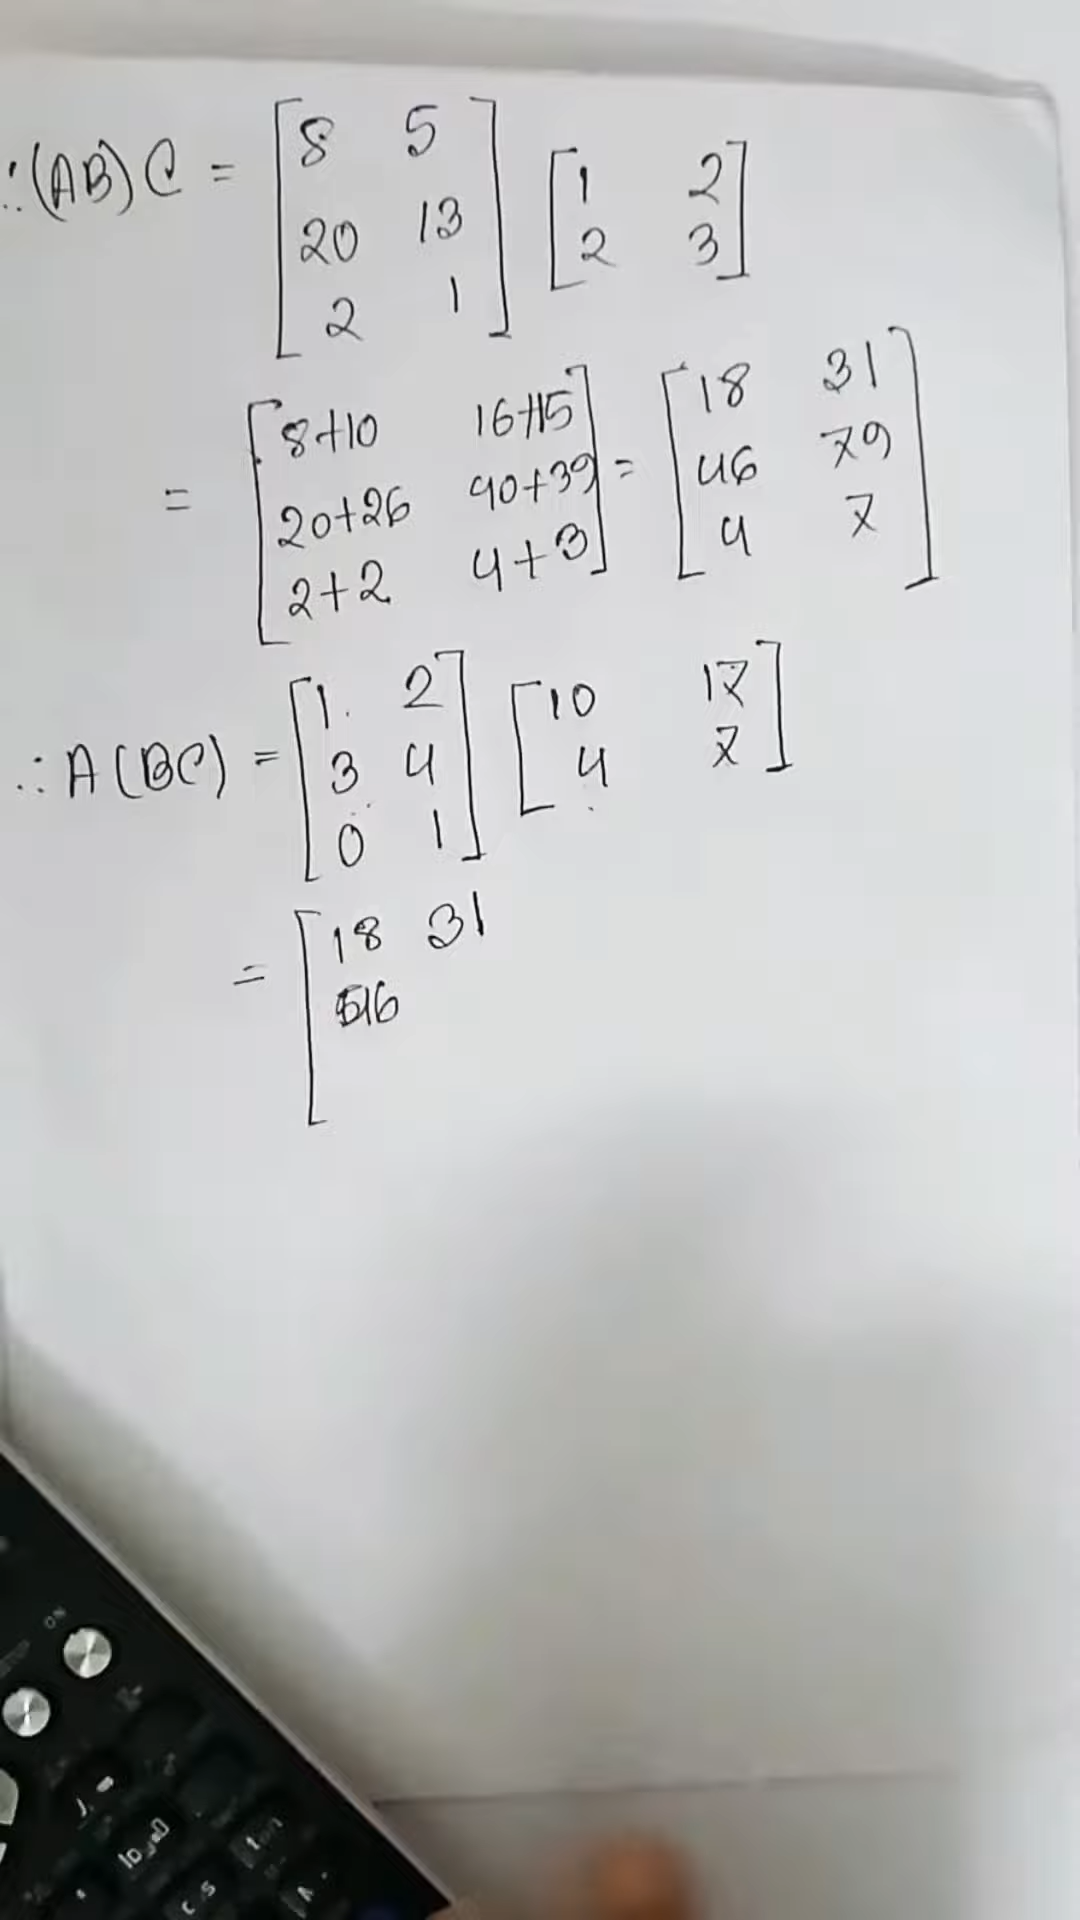 ∴(AB)C = [8 5] [1 2]
[20 13] [2 3]
[2 1]
= [8+10 16+15] = [18 31]
[20+26 40+39] [46 79]
[2+2 4+3] [4 7]
∴A(BC) = [1. 2] [10 17]
[3 4] [4 7]
[0 1]
= [18 31
ON